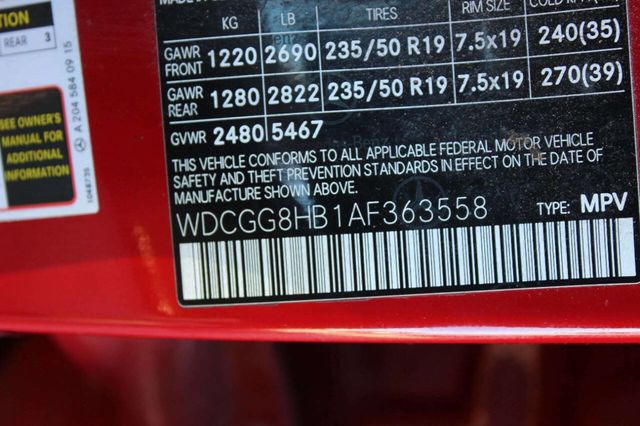 KG LB TIRES RIM SIZE
GAWR FRONT 1220 2690 235/50 R19 7.5x19 240(35)
GAWR REAR 1280 2822 235/50 R19 7.5x19 270(39)
GVWR 2480 5467
THIS VEHICLE CONFORMS TO ALL APPLICABLE FEDERAL MOTOR VEHICLE
SAFETY AND THEFT PREVENTION STANDARDS IN EFFECT ON THE DATE OF
MANUFACTURE SHOWN ABOVE.
WDCGG8HB1AF363558 TYPE: MPV
REAR 3
SEE OWNER'S
MANUAL FOR
ADDITIONAL
INFORMATION
A 204 584 09 15
1048735